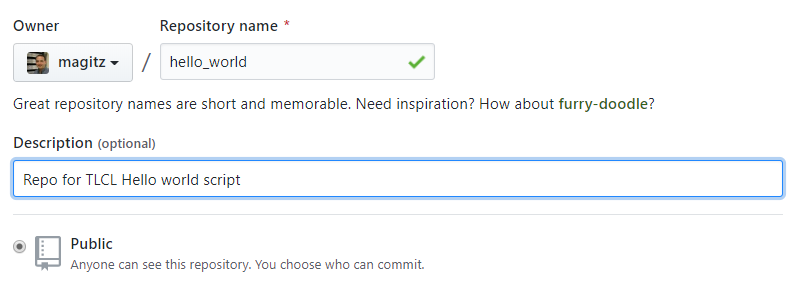 Owner Repository name *
magitz / hello_world
Great repository names are short and memorable. Need inspiration? How about furry-doodle?
Description (optional)
Repo for TLCL Hello world script
Public
Anyone can see this repository. You choose who can commit.